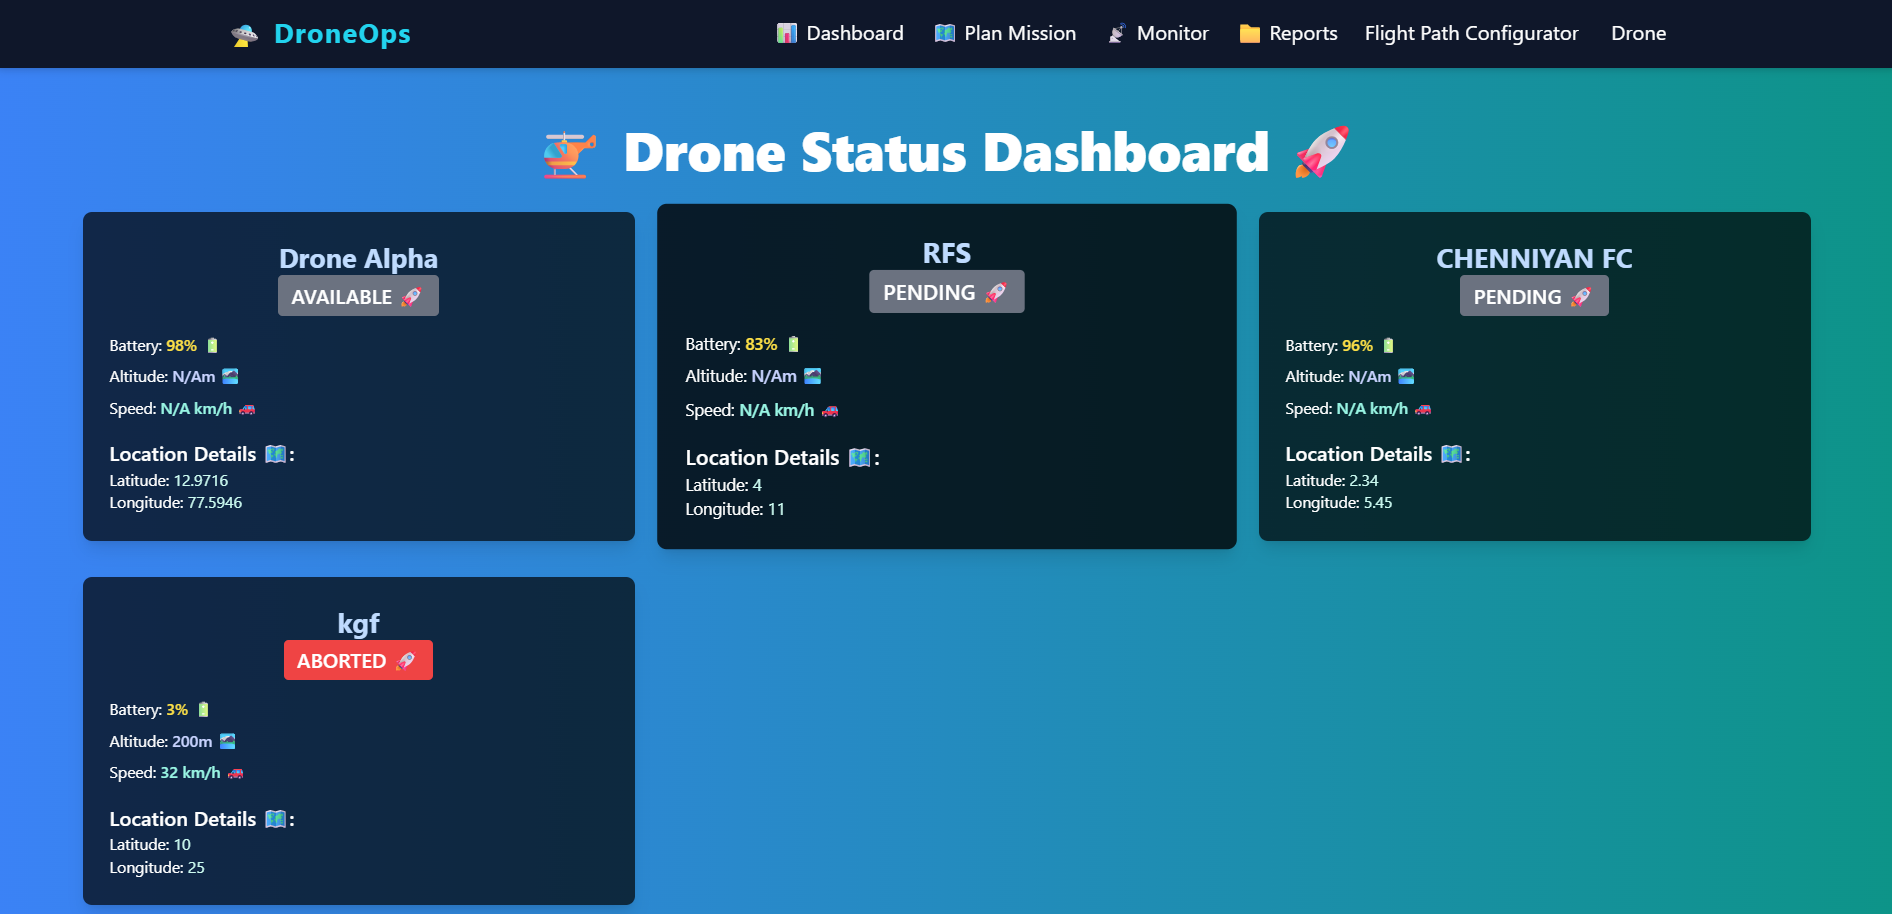 DroneOps
Dashboard
Plan Mission
Monitor
Reports
Flight Path Configurator
Drone
Drone Status Dashboard
Drone Alpha
AVAILABLE
Battery: 98%
Altitude: N/Am
Speed: N/A km/h
Location Details :
Latitude: 12.9716
Longitude: 77.5946
RFS
PENDING
Battery: 83%
Altitude: N/Am
Speed: N/A km/h
Location Details :
Latitude: 4
Longitude: 11
CHENNIYAN FC
PENDING
Battery: 96%
Altitude: N/Am
Speed: N/A km/h
Location Details :
Latitude: 2.34
Longitude: 5.45
kgf
ABORTED
Battery: 3%
Altitude: 200m
Speed: 32 km/h
Location Details :
Latitude: 10
Longitude: 25